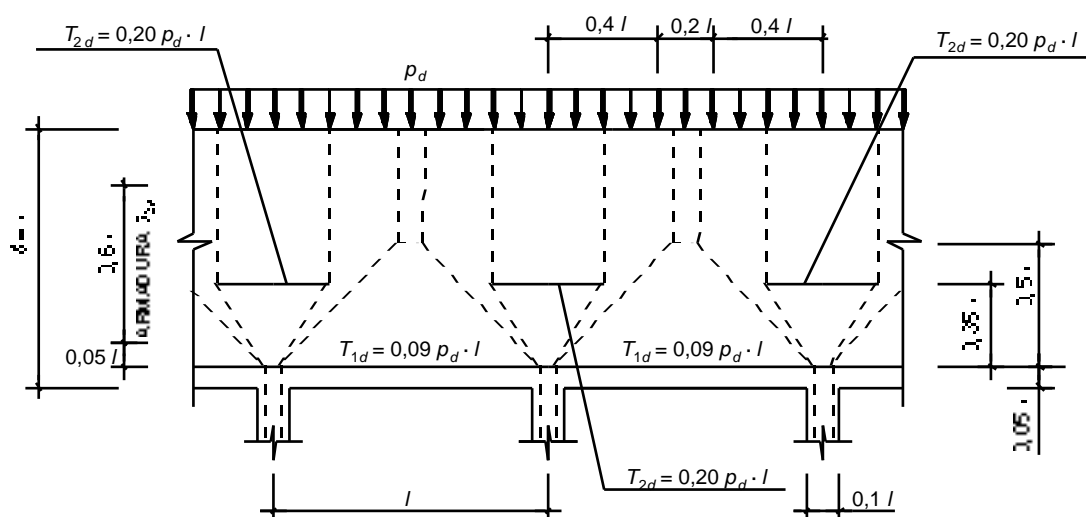 0,4 l 0,2 l 0,4 l
T2d = 0,20 pd · l
T2d = 0,20 pd · l
pd
ARMADURA
0,05 l
T1d = 0,09 pd · l
T1d = 0,09 pd · l
T2d = 0,20 pd · l
l
0,1 l